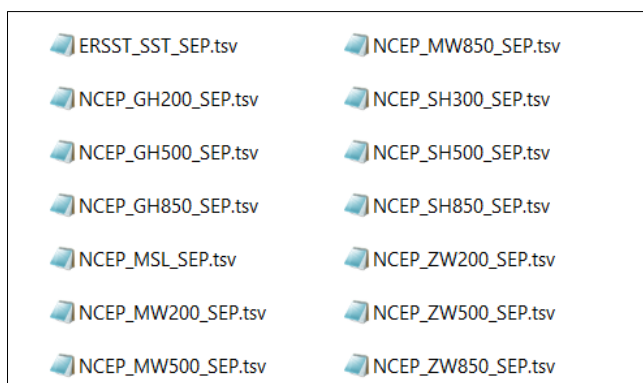 ERSST_SST_SEP.tsv
NCEP_GH200_SEP.tsv
NCEP_GH500_SEP.tsv
NCEP_GH850_SEP.tsv
NCEP_MSL_SEP.tsv
NCEP_MW200_SEP.tsv
NCEP_MW500_SEP.tsv
NCEP_MW850_SEP.tsv
NCEP_SH300_SEP.tsv
NCEP_SH500_SEP.tsv
NCEP_SH850_SEP.tsv
NCEP_ZW200_SEP.tsv
NCEP_ZW500_SEP.tsv
NCEP_ZW850_SEP.tsv